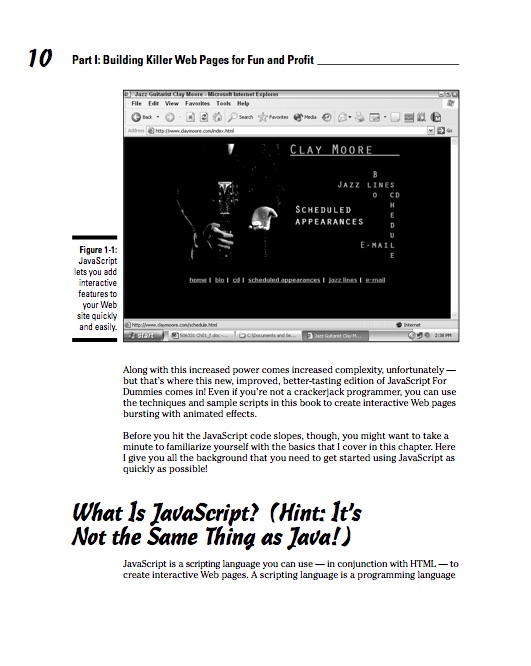 10 Part I: Building Killer Web Pages for Fun and Profit
Jazz Guitarist Clay Moore - Microsoft Internet Explorer
File Edit View Favorites Tools Help
Back Search Favorites Media
Address http://www.claymoore.com/index.html Go
CLAY MOORE
B
JAZZ LINES
O CD
H
SCHEDULED E
APPEARANCES D
U
E-MAIL
E
home | bio | cd | scheduled appearances | jazz lines | e-mail
http://www.claymoore.com/schedule.html Internet
start C:\Documents and Se... Jazz Guitarist Clay M... 2:38 PM
Figure 1-1:
JavaScript
lets you add
interactive
features to
your Web
site quickly
and easily.
Along with this increased power comes increased complexity, unfortunately —
but that's where this new, improved, better-tasting edition of JavaScript For
Dummies comes in! Even if you're not a crackerjack programmer, you can use
the techniques and sample scripts in this book to create interactive Web pages
bursting with animated effects.
Before you hit the JavaScript code slopes, though, you might want to take a
minute to familiarize yourself with the basics that I cover in this chapter. Here
I give you all the background that you need to get started using JavaScript as
quickly as possible!
What Is JavaScript? (Hint: It's
Not the Same Thing as Java!)
JavaScript is a scripting language you can use — in conjunction with HTML — to
create interactive Web pages. A scripting language is a programming language